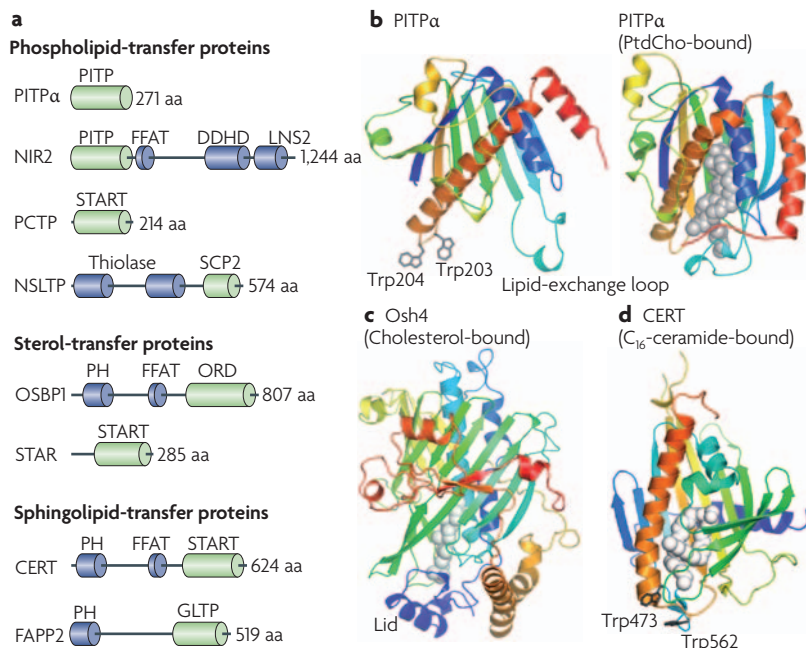 a
Phospholipid-transfer proteins
PITP
PITPα 271 aa
PITP FFAT DDHD LNS2
NIR2 1,244 aa
START
PCTP 214 aa
Thiolase SCP2
NSLTP 574 aa
Sterol-transfer proteins
PH FFAT ORD
OSBP1 807 aa
START
STAR 285 aa
Sphingolipid-transfer proteins
PH FFAT START
CERT 624 aa
PH GLTP
FAPP2 519 aa
b PITPα
PITPα
(PtdCho-bound)
Trp204 Trp203
Lipid-exchange loop
c Osh4
(Cholesterol-bound)
Lid
d CERT
(C₁₆-ceramide-bound)
Trp473
Trp562